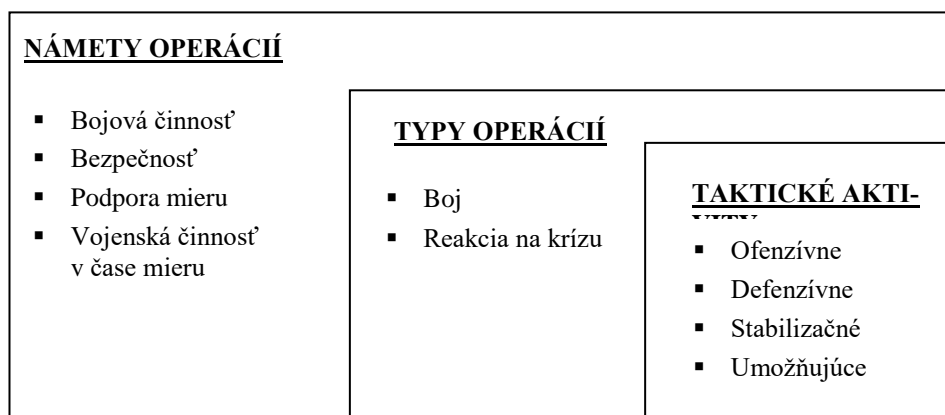 NÁMETY OPERÁCIÍ
▪ Bojová činnosť
▪ Bezpečnosť
▪ Podpora mieru
▪ Vojenská činnosť
v čase mieru
TYPY OPERÁCIÍ
▪ Boj
▪ Reakcia na krízu
TAKTICKÉ AKTI-
▪ Ofenzívne
▪ Defenzívne
▪ Stabilizačné
▪ Umožňujúce